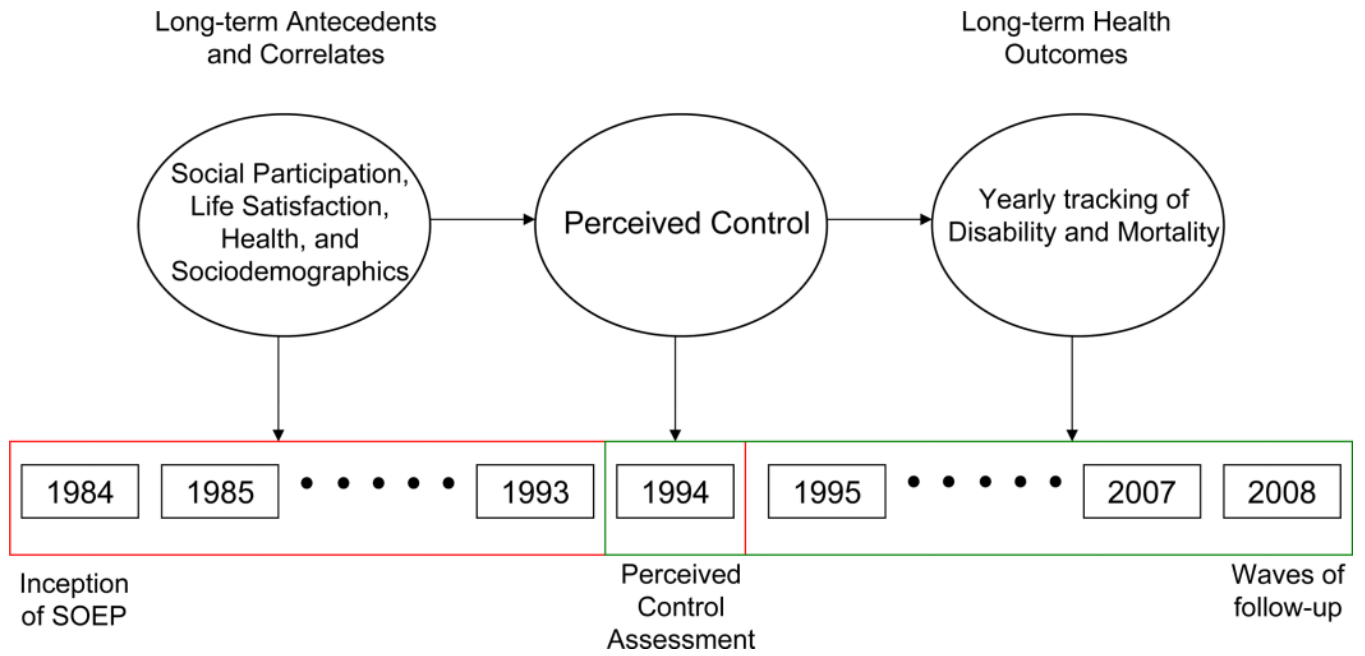 Long-term Antecedents
and Correlates
Long-term Health
Outcomes
Social Participation,
Life Satisfaction,
Health, and
Sociodemographics
Perceived Control
Yearly tracking of
Disability and Mortality
1984
1985
1993
1994
1995
2007
2008
Inception
of SOEP
Perceived
Control
Assessment
Waves of
follow-up